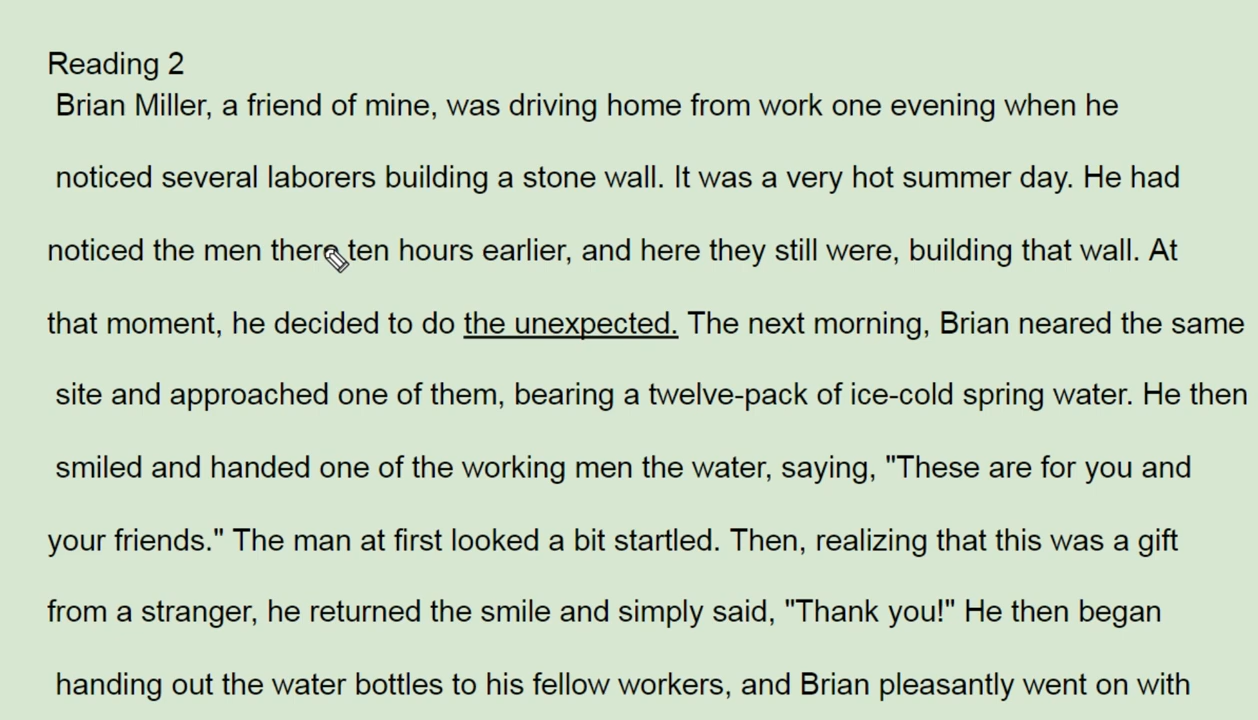 Reading 2
Brian Miller, a friend of mine, was driving home from work one evening when he
noticed several laborers building a stone wall. It was a very hot summer day. He had
noticed the men there ten hours earlier, and here they still were, building that wall. At
that moment, he decided to do the unexpected. The next morning, Brian neared the same
site and approached one of them, bearing a twelve-pack of ice-cold spring water. He then
smiled and handed one of the working men the water, saying, "These are for you and
your friends." The man at first looked a bit startled. Then, realizing that this was a gift
from a stranger, he returned the smile and simply said, "Thank you!" He then began
handing out the water bottles to his fellow workers, and Brian pleasantly went on with